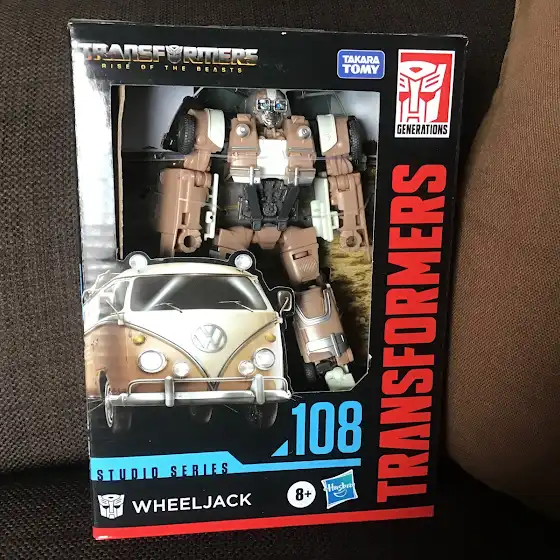 TRANSFORMERS
RISE OF THE BEASTS
TAKARA
TOMY
GENERATIONS
TRANSFORMERS
108
STUDIO SERIES
WHEELJACK
8+
Hasbro